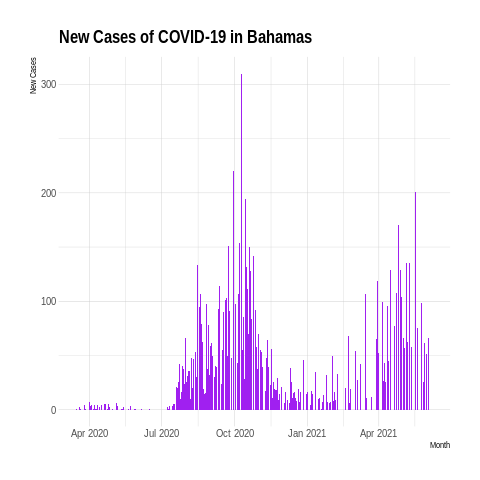 New Cases of COVID-19 in Bahamas
New Cases
300
200
100
0
Apr 2020 Jul 2020 Oct 2020 Jan 2021 Apr 2021
Month